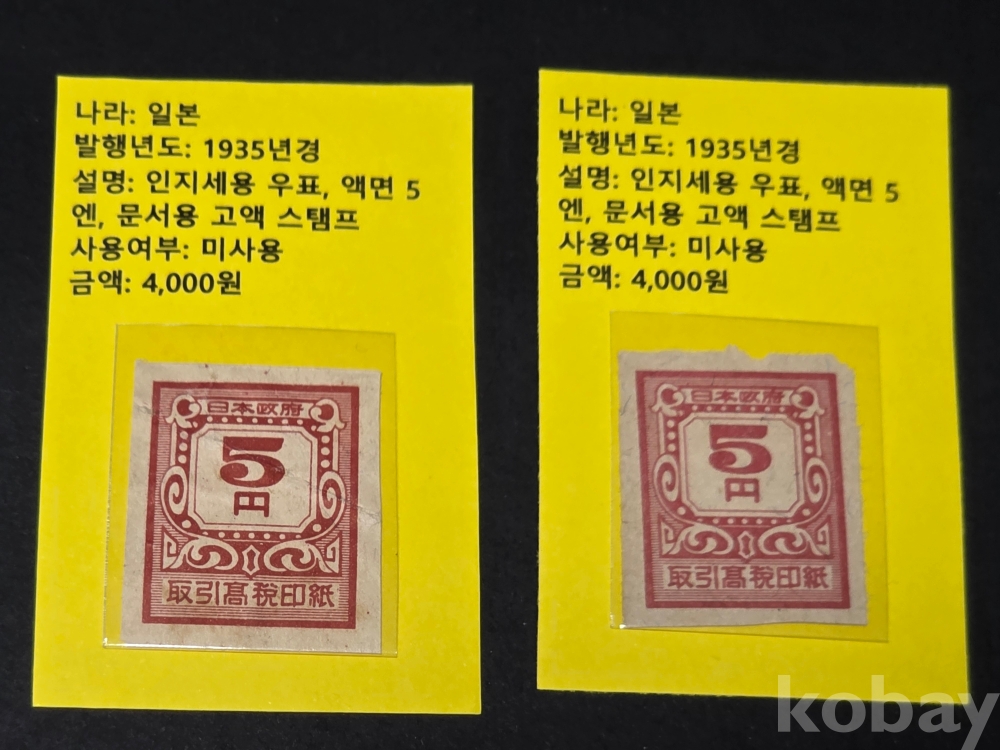 나라: 일본
발행년도: 1935년경
설명: 인지세용 우표, 액면 5
엔, 문서용 고액 스탬프
사용여부: 미사용
금액: 4,000원
日本政府
5
円
取引高税印紙
나라: 일본
발행년도: 1935년경
설명: 인지세용 우표, 액면 5
엔, 문서용 고액 스탬프
사용여부: 미사용
금액: 4,000원
日本政府
5
円
取引高税印紙
kobay